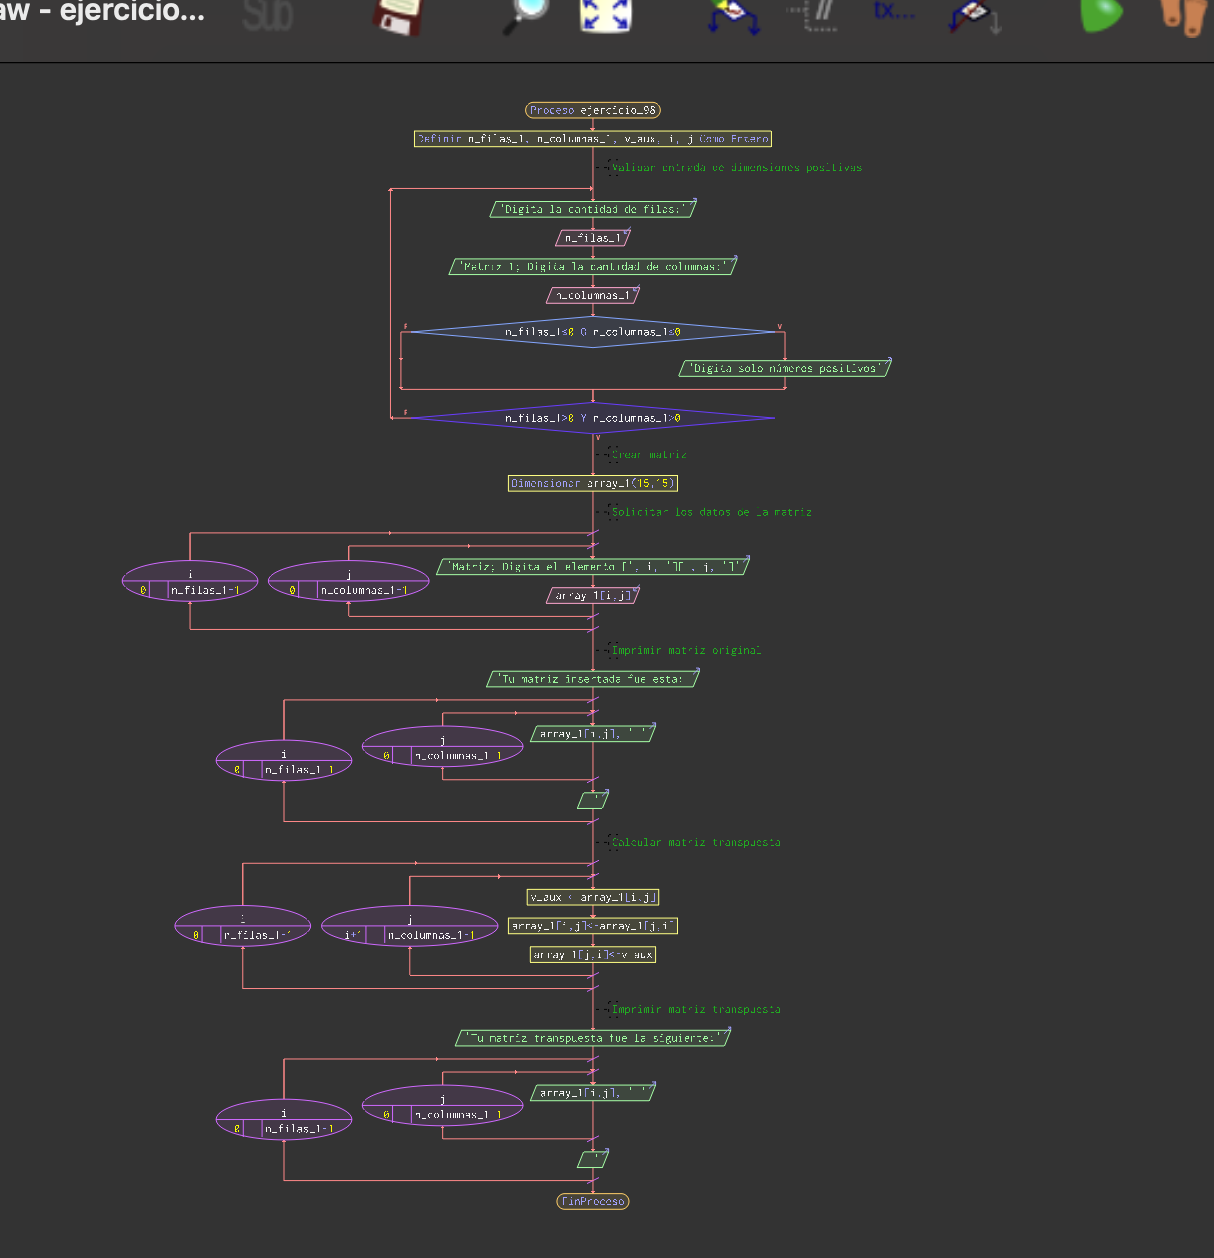 aw - ejercicio...
Sub
//
tx...
Proceso ejercicio_98
Definir n_filas_1, n_columnas_1, v_aux, i, j Como Entero
Validar entrada de dimensiones positivas
'Digita la cantidad de filas:'
n_filas_1
'Matriz 1; Digita la cantidad de columnas:'
n_columnas_1
F
n_filas_1≤0 O n_columnas_1≤0
V
'Digita solo números positivos'
F
n_filas_1>0 Y n_columnas_1>0
V
Crear matriz
Dimensionar array_1(15,15)
Solicitar los datos de la matriz
'Matriz; Digita el elemento [', i, '][', j, ']'
i
0 n_filas_1-1
j
0 n_columnas_1-1
array_1[i,j]
Imprimir matriz original
'Tu matriz insertada fue esta:'
array_1[i,j], ' '
j
0 n_columnas_1-1
i
0 n_filas_1-1
''
Calcular matriz transpuesta
v_aux ← array_1[i,j]
i
0 n_filas_1-1
j
i+1 n_columnas_1-1
array_1[i,j]<-array_1[j,i]
array_1[j,i]<-v_aux
Imprimir matriz transpuesta
'Tu matriz transpuesta fue la siguiente:'
array_1[i,j], ' '
j
0 n_columnas_1-1
i
0 n_filas_1-1
''
FinProceso